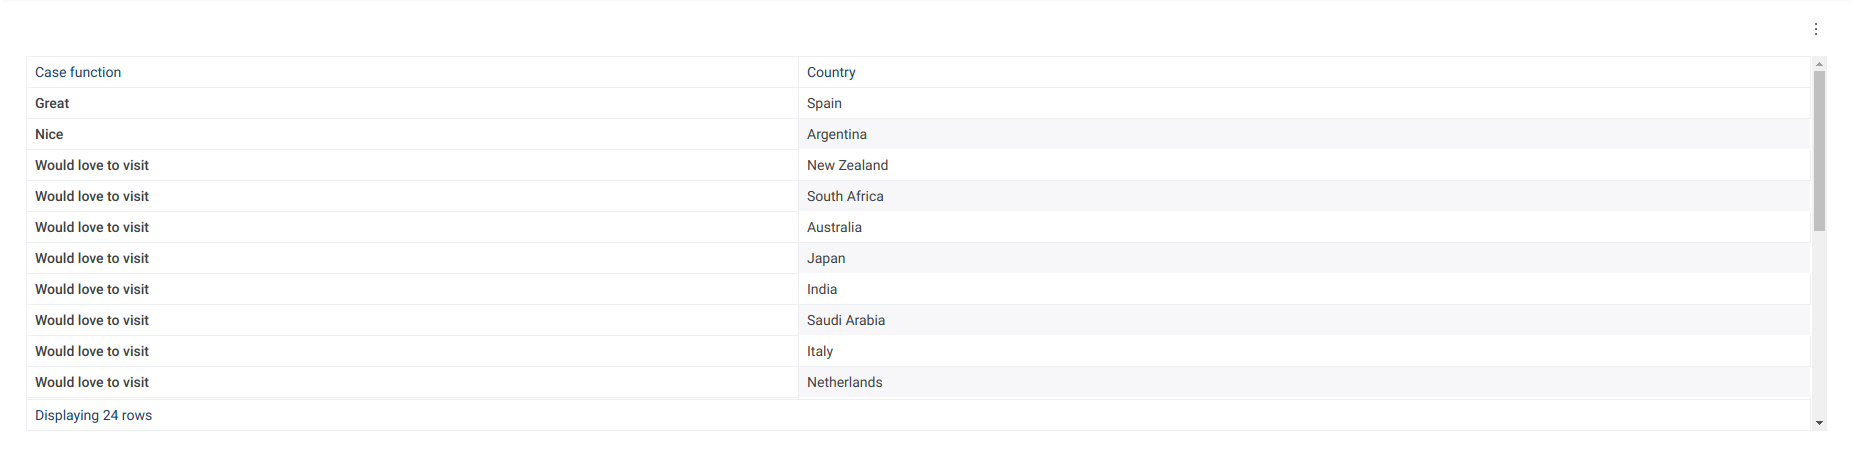 Case function Country
Great Spain
Nice Argentina
Would love to visit New Zealand
Would love to visit South Africa
Would love to visit Australia
Would love to visit Japan
Would love to visit India
Would love to visit Saudi Arabia
Would love to visit Italy
Would love to visit Netherlands
Displaying 24 rows